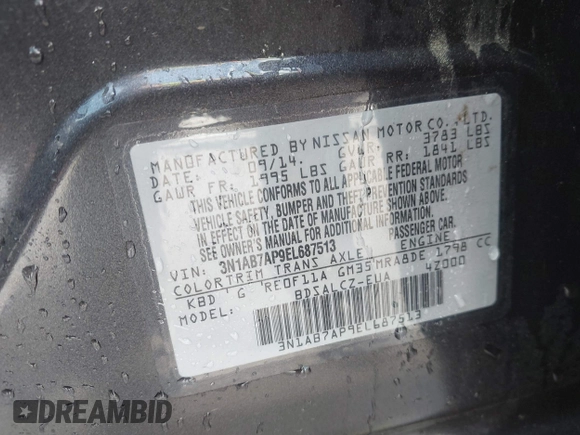 MANUFACTURED BY NISSAN MOTOR CO.,LTD.
DATE: 09/14. GVWR: 3783 LBS
GAWR FR: 1995 LBS GAWR RR: 1841 LBS
THIS VEHICLE CONFORMS TO ALL APPLICABLE FEDERAL MOTOR
VEHICLE SAFETY, BUMPER AND THEFT PREVENTION STANDARDS
IN EFFECT ON THE DATE OF MANUFACTURE SHOWN ABOVE.
SEE OWNER'S MANUAL FOR ADDITIONAL INFORMATION.
VIN: 3N1AB7AP9EL687513 PASSENGER CAR
COLOR TRIM TRANS AXLE ENGINE
KBD G RE0F11A GM35 MRA8DE 1798 CC
MODEL: BDSALCZ-EUA 4Z000
3N1AB7AP9EL687513
DREAMBID